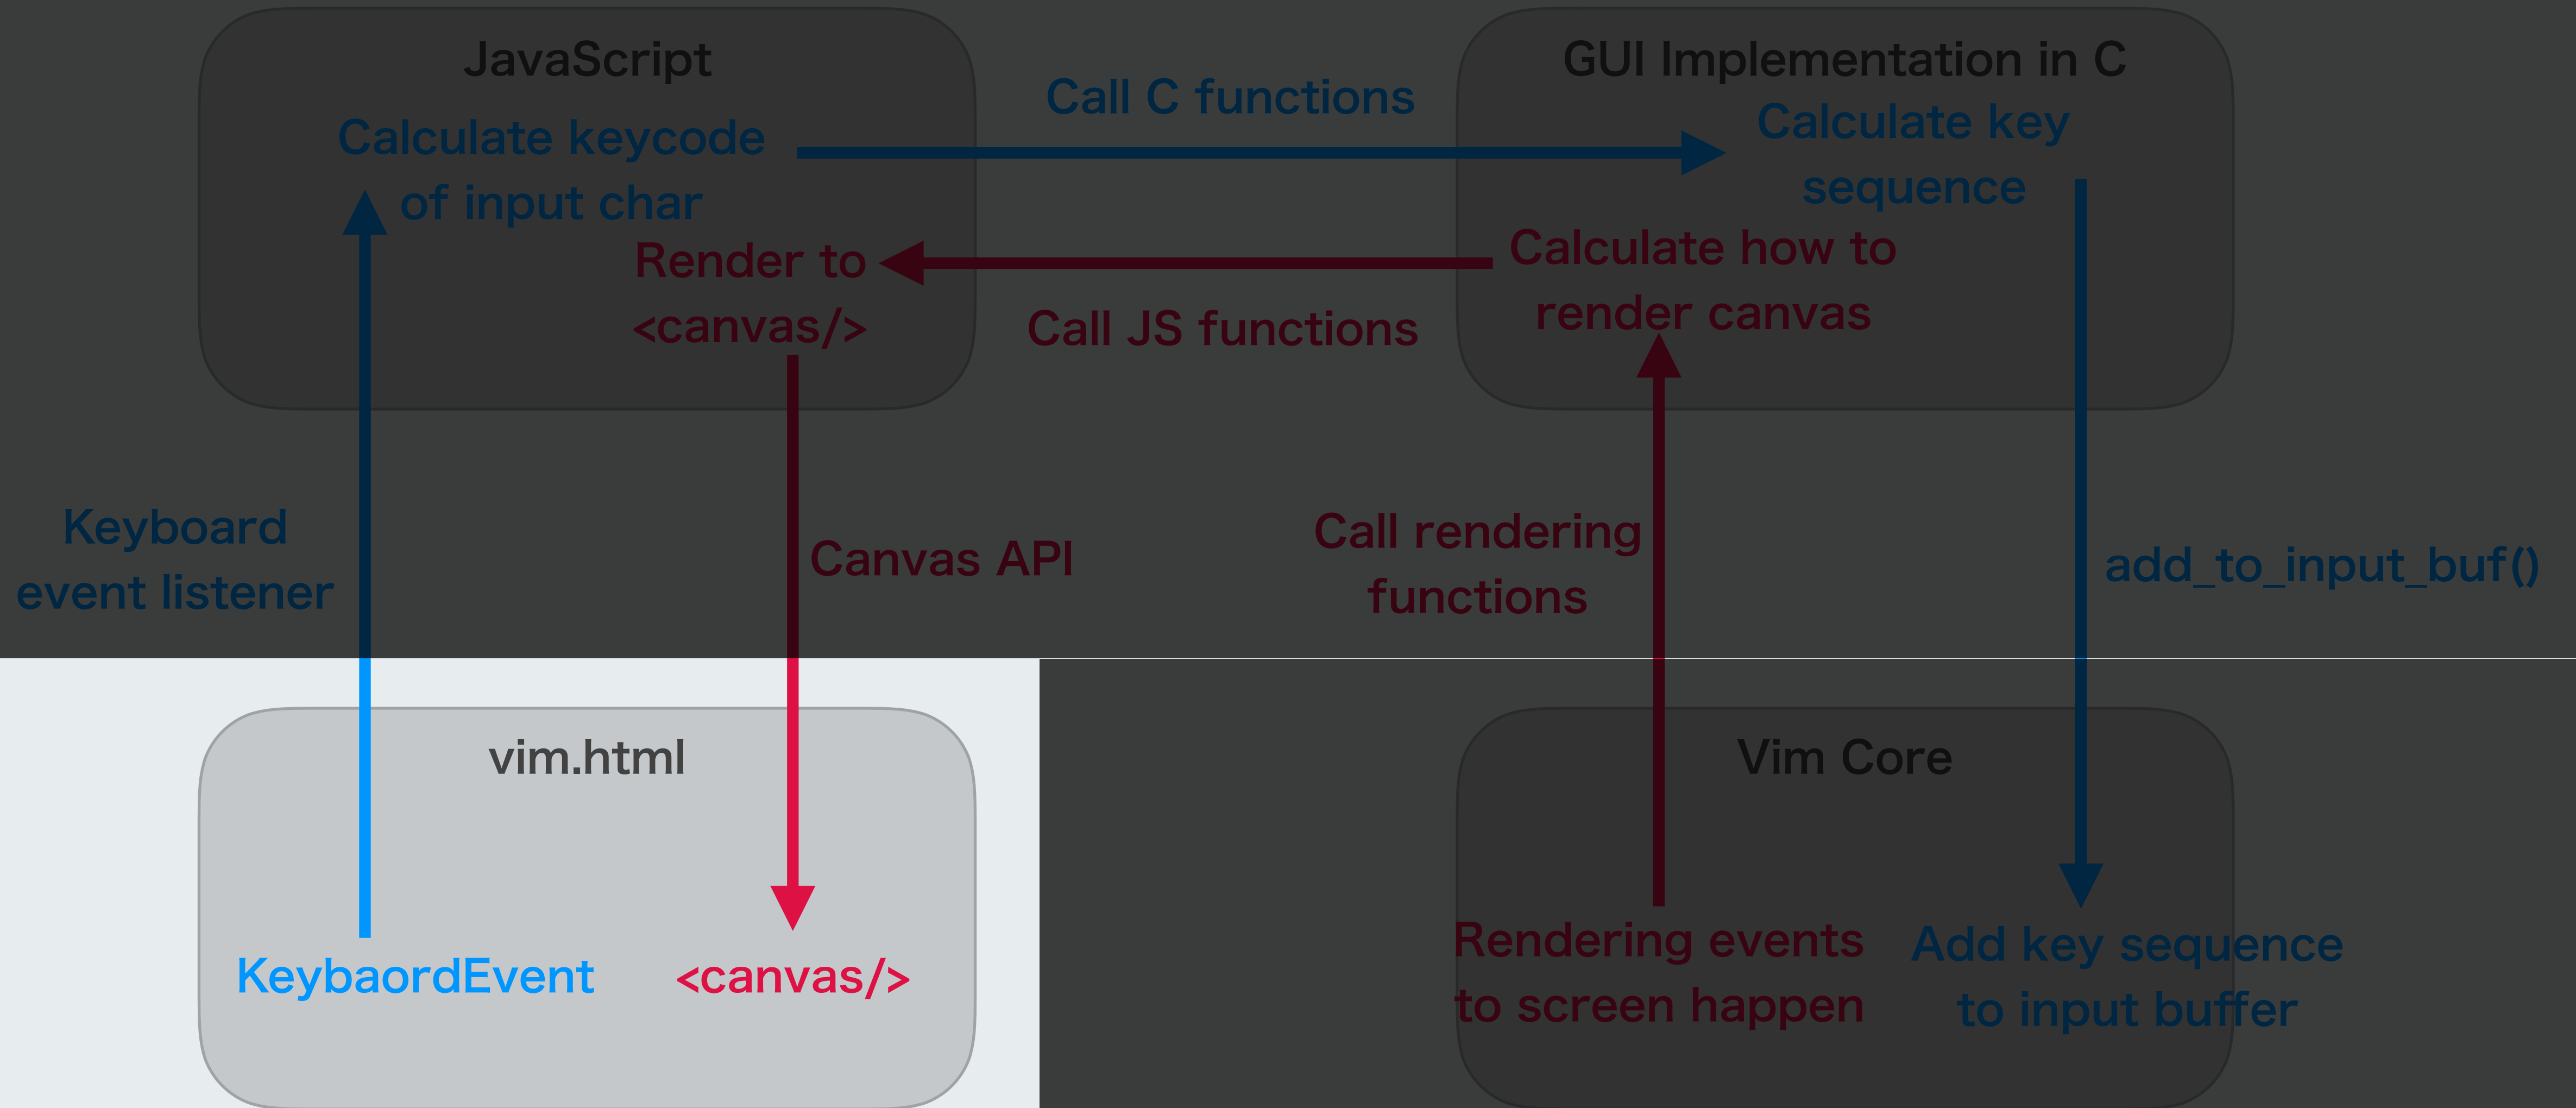 JavaScript
Calculate keycode
of input char
Render to
<canvas/>
Call C functions
Call JS functions
GUI Implementation in C
Calculate key
sequence
Calculate how to
render canvas
Keyboard
event listener
Canvas API
Call rendering
functions
add_to_input_buf()
vim.html
KeybaordEvent
<canvas/>
Vim Core
Rendering events
to screen happen
Add key sequence
to input buffer